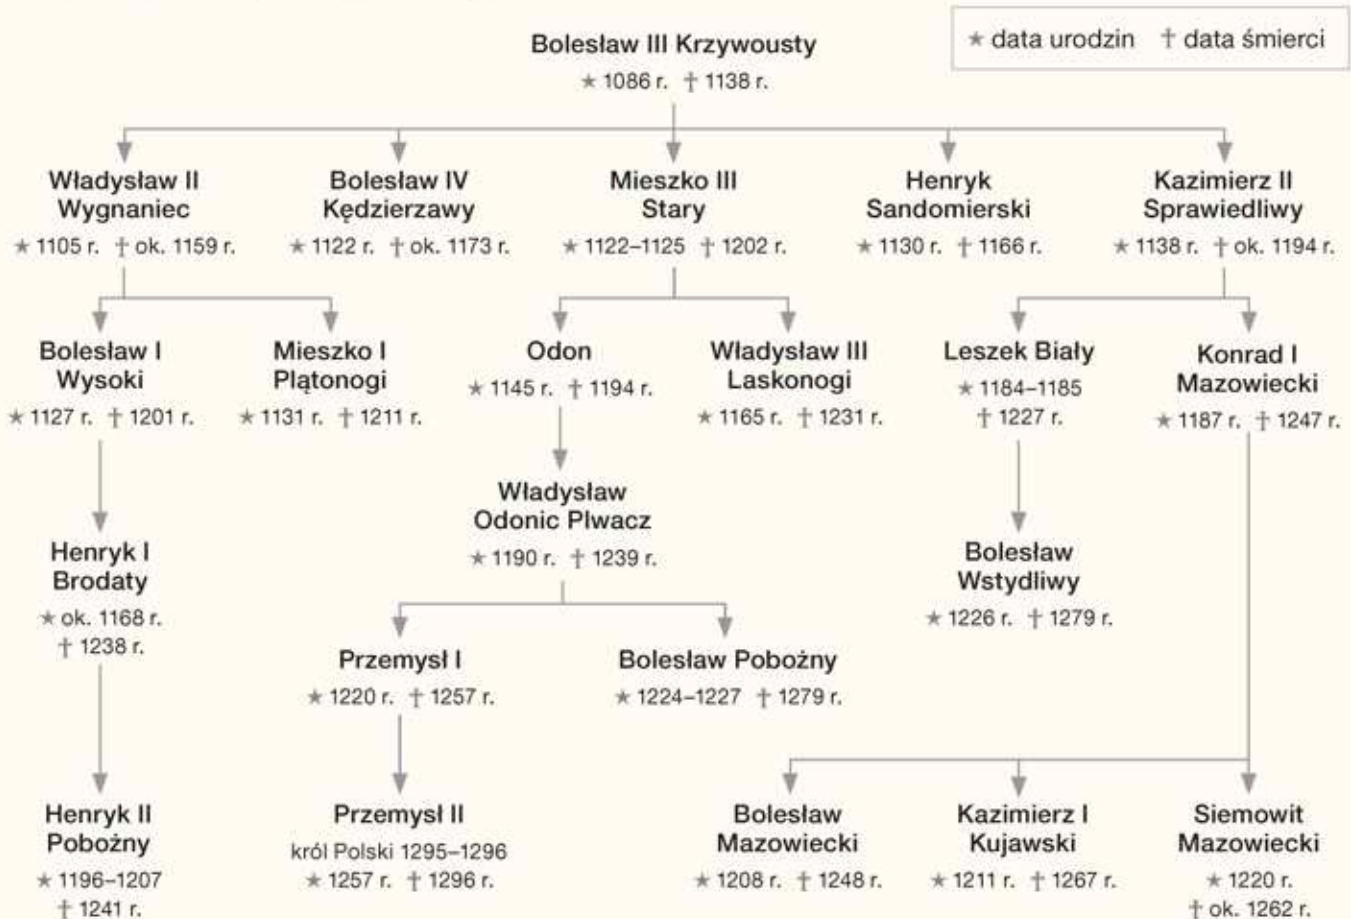 ★ data urodzin † data śmierci
Bolesław III Krzywousty
★ 1086 r. † 1138 r.
Władysław II
Wygnaniec
★ 1105 r. † ok. 1159 r.
Bolesław IV
Kędzierzawy
★ 1122 r. † ok. 1173 r.
Mieszko III
Stary
★ 1122–1125 † 1202 r.
Henryk
Sandomierski
★ 1130 r. † 1166 r.
Kazimierz II
Sprawiedliwy
★ 1138 r. † ok. 1194 r.
Bolesław I
Wysoki
★ 1127 r. † 1201 r.
Mieszko I
Plątonogi
★ 1131 r. † 1211 r.
Odon
★ 1145 r. † 1194 r.
Władysław III
Laskonogi
★ 1165 r. † 1231 r.
Leszek Biały
★ 1184–1185
† 1227 r.
Konrad I
Mazowiecki
★ 1187 r. † 1247 r.
Władysław
Odonic Plwacz
★ 1190 r. † 1239 r.
Henryk I
Brodaty
★ ok. 1168 r.
† 1238 r.
Bolesław
Wstydliwy
★ 1226 r. † 1279 r.
Przemysł I
★ 1220 r. † 1257 r.
Bolesław Pobożny
★ 1224–1227 † 1279 r.
Henryk II
Pobożny
★ 1196–1207
† 1241 r.
Przemysł II
król Polski 1295–1296
★ 1257 r. † 1296 r.
Bolesław
Mazowiecki
★ 1208 r. † 1248 r.
Kazimierz I
Kujawski
★ 1211 r. † 1267 r.
Siemowit
Mazowiecki
★ 1220 r.
† ok. 1262 r.